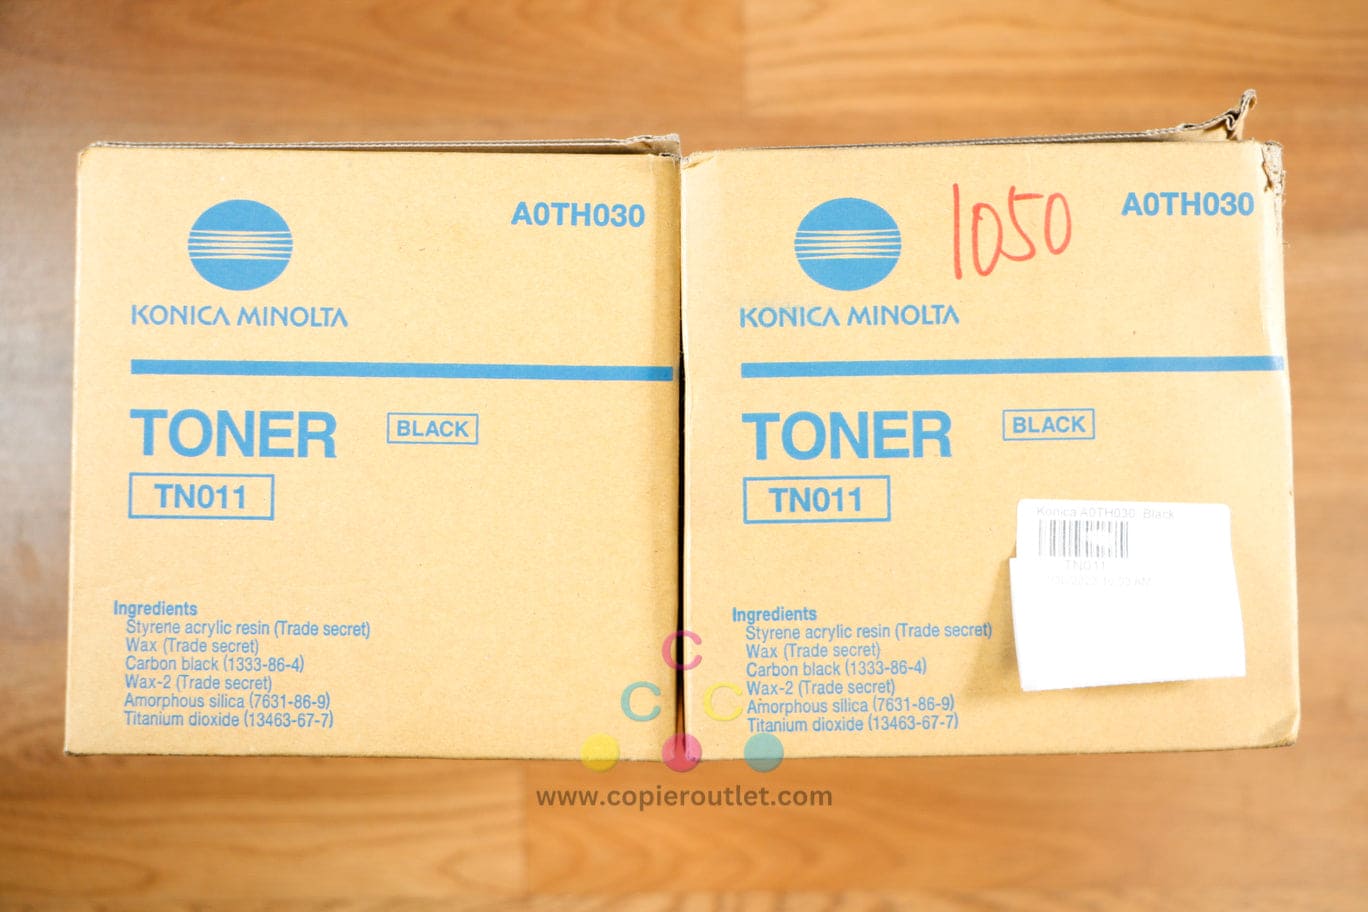 A0TH030
KONICA MINOLTA
TONER BLACK
TN011
Ingredients
Styrene acrylic resin (Trade secret)
Wax (Trade secret)
Carbon black (1333-86-4)
Wax-2 (Trade secret)
Amorphous silica (7631-86-9)
Titanium dioxide (13463-67-7)
1050
A0TH030
KONICA MINOLTA
TONER BLACK
TN011
Konica A0TH030 Black
TN011
Ingredients
Styrene acrylic resin (Trade secret)
Wax (Trade secret)
Carbon black (1333-86-4)
Wax-2 (Trade secret)
Amorphous silica (7631-86-9)
Titanium dioxide (13463-67-7)
C
C C
www.copieroutlet.com